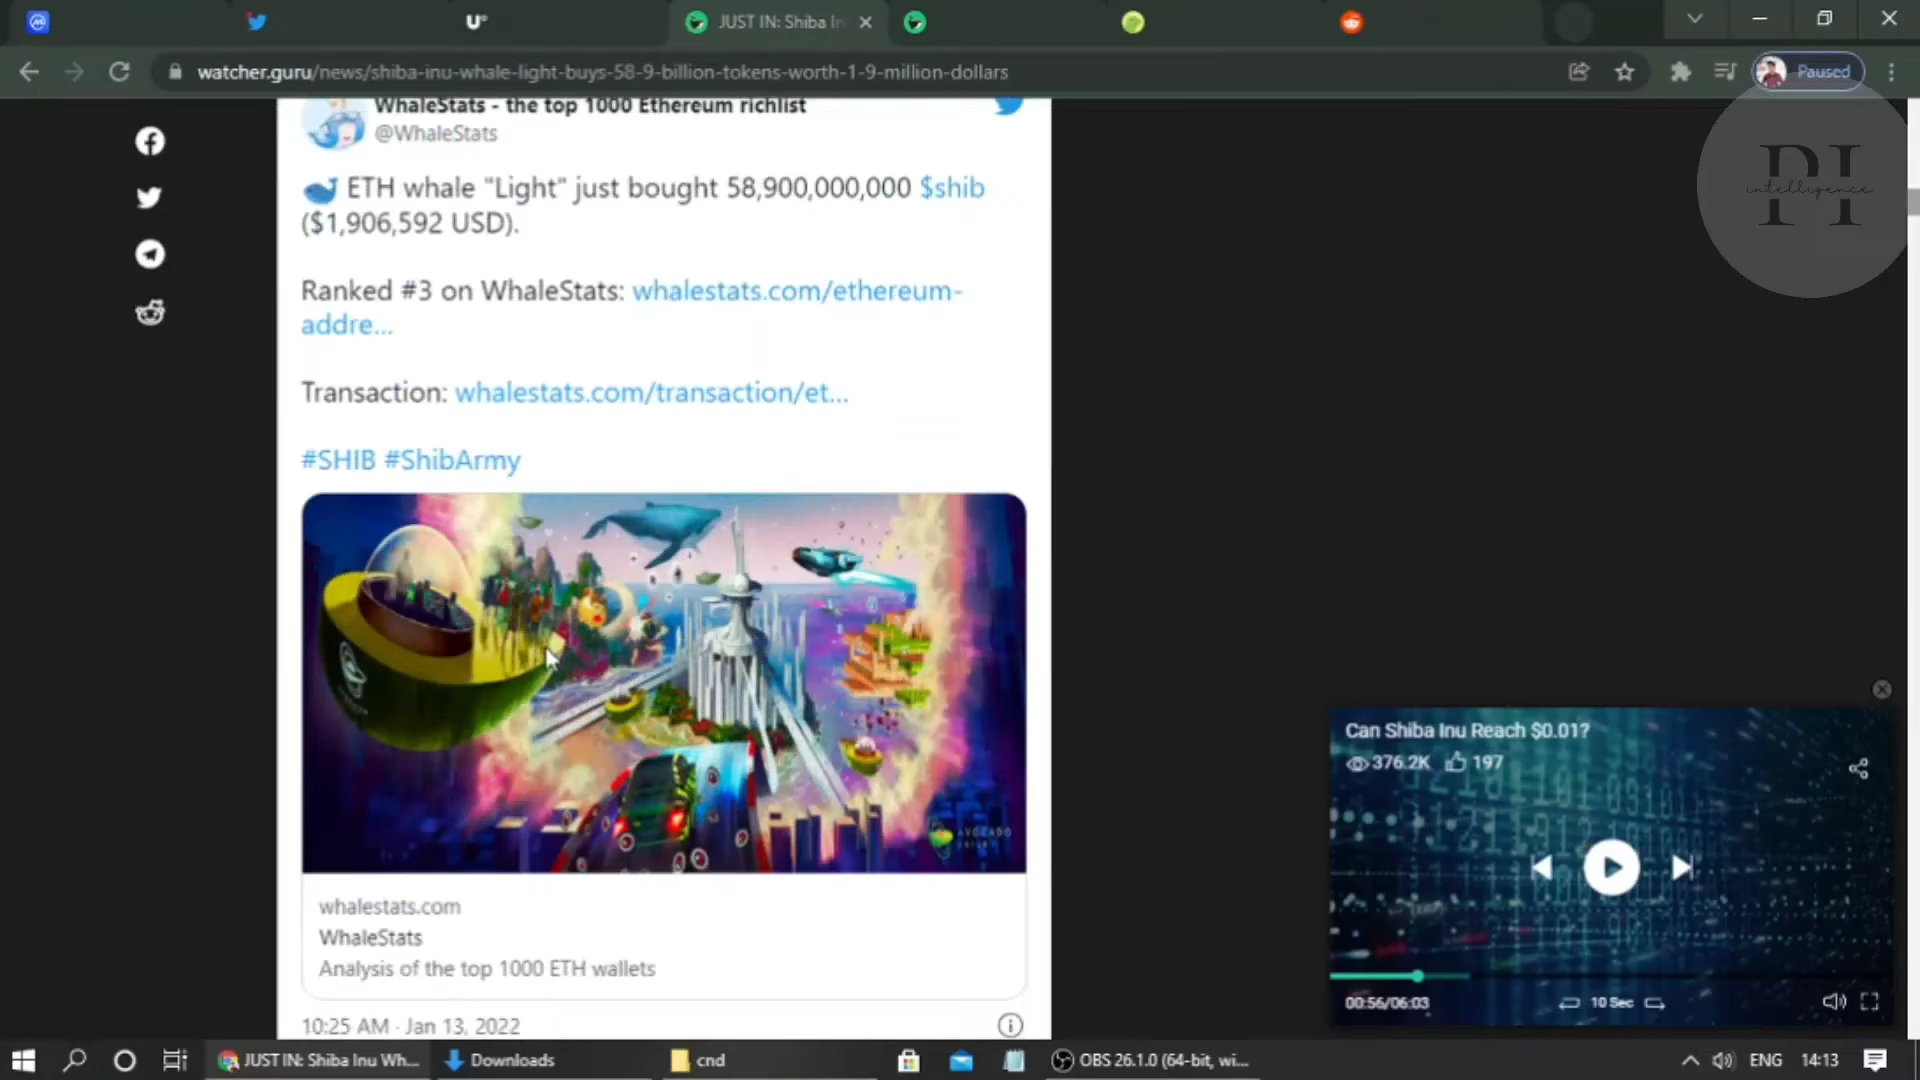 JUST IN: Shiba In
watcher.guru/news/shiba-inu-whale-light-buys-58-9-billion-tokens-worth-1-9-million-dollars
Paused
PI
intelligence
WhaleStats - the top 1000 Ethereum richlist
@WhaleStats
ETH whale "Light" just bought 58,900,000,000 $shib
($1,906,592 USD).
Ranked #3 on WhaleStats: whalestats.com/ethereum-
addre...
Transaction: whalestats.com/transaction/et...
#SHIB #ShibArmy
AVOCADO
whalestats.com
WhaleStats
Analysis of the top 1000 ETH wallets
10:25 AM · Jan 13, 2022
Can Shiba Inu Reach $0.01?
376.2K 197
00:56/06:03
10 Sec
JUST IN: Shiba Inu Wh...
Downloads
cnd
OBS 26.1.0 (64-bit, wi...
ENG
14:13